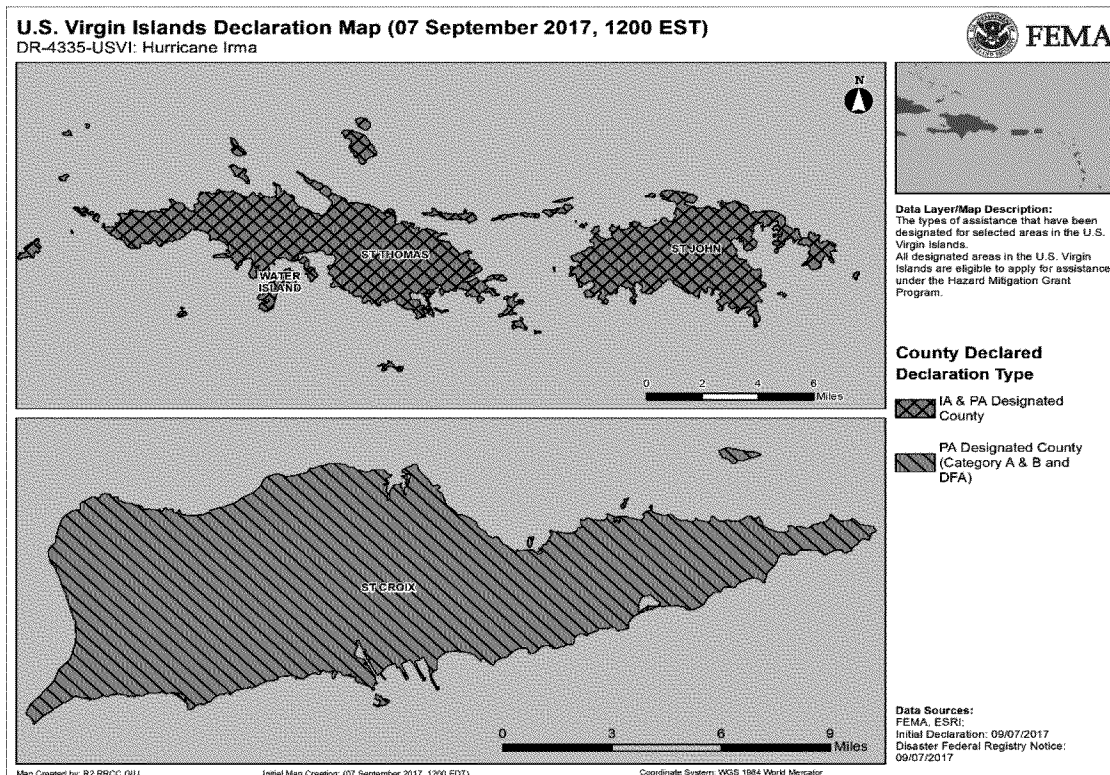 U.S. Virgin Islands Declaration Map (07 September 2017, 1200 EST)
DR-4335-USVI: Hurricane Irma
FEMA
N
ST THOMAS
WATER
ISLAND
ST JOHN
0 2 4 6
Miles
Data Layer/Map Description:
The types of assistance that have been
designated for selected areas in the U.S.
Virgin Islands.
All designated areas in the U.S. Virgin
Islands are eligible to apply for assistance
under the Hazard Mitigation Grant
Program.
County Declared
Declaration Type
IA & PA Designated
County
PA Designated County
(Category A & B and
DFA)
ST CROIX
0 3 6 9
Miles
Data Sources:
FEMA, ESRI;
Initial Declaration: 09/07/2017
Disaster Federal Registry Notice:
09/07/2017
Map Created by: R2 RRCC GIU
Initial Map Creation: (07 September 2017, 1200 EDT)
Coordinate System: WGS 1984 World Mercator